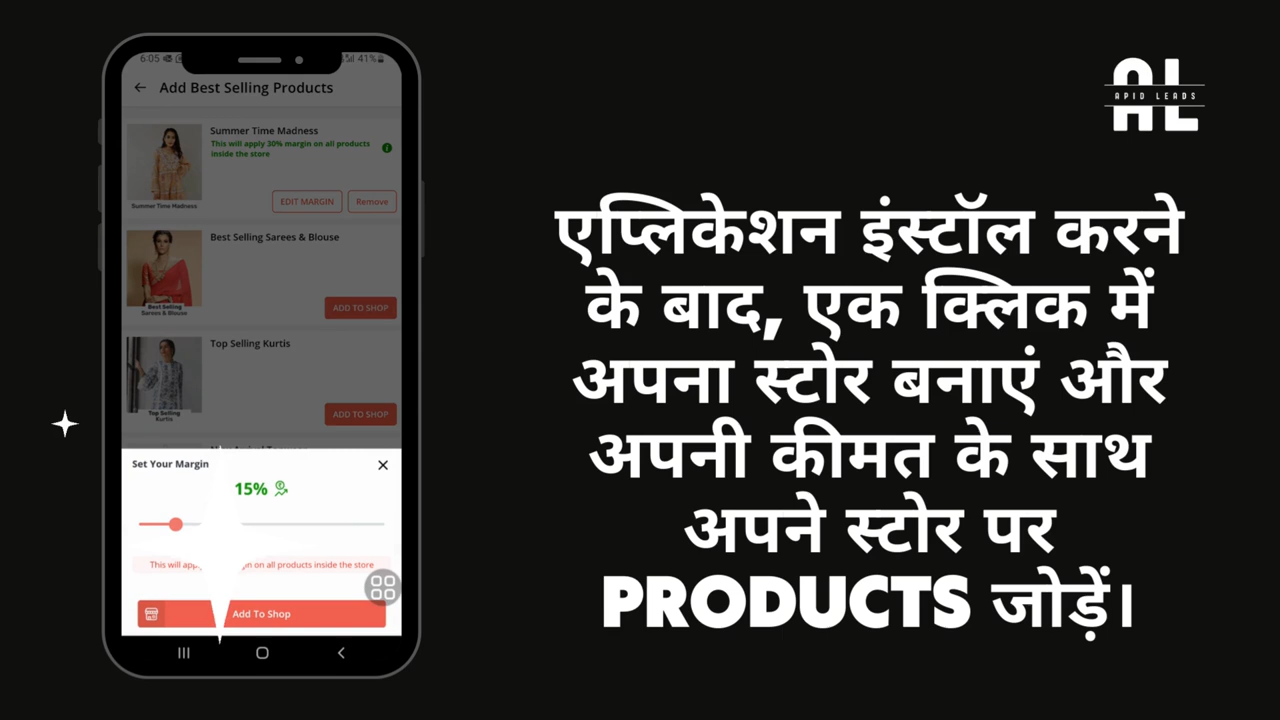 6:05
41%
Add Best Selling Products
Summer Time Madness
This will apply 30% margin on all products
inside the store
Summer Time Madness
EDIT MARGIN
Remove
Best Selling Sarees & Blouse
Best Selling
Sarees & Blouse
ADD TO SHOP
Top Selling Kurtis
Top Selling
Kurtis
ADD TO SHOP
Set Your Margin
15%
This will on all products inside the store
Add To Shop
AL
APID LEADS
एप्लिकेशन इंस्टॉल करने
के बाद, एक क्लिक में
अपना स्टोर बनाएं और
अपनी कीमत के साथ
अपने स्टोर पर
PRODUCTS जोड़ें।